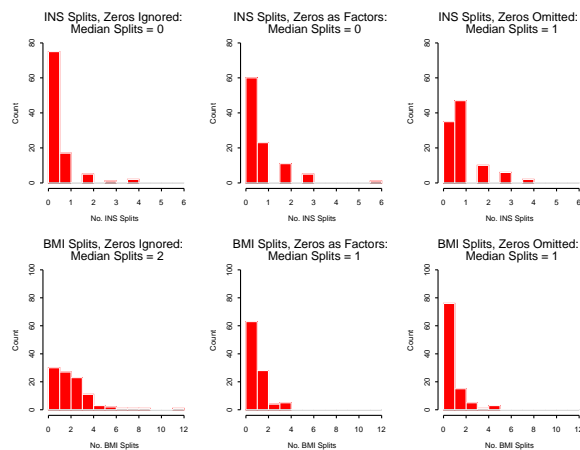 INS Splits, Zeros Ignored:
Median Splits = 0
80
60
40
20
0
Count
0 1 2 3 4 5 6
No. INS Splits
INS Splits, Zeros as Factors:
Median Splits = 0
80
60
40
20
0
Count
0 1 2 3 4 5 6
No. INS Splits
INS Splits, Zeros Omitted:
Median Splits = 1
80
60
40
20
0
Count
0 1 2 3 4 5 6
No. INS Splits
BMI Splits, Zeros Ignored:
Median Splits = 2
100
80
60
40
20
0
Count
0 2 4 6 8 10 12
No. BMI Splits
BMI Splits, Zeros as Factors:
Median Splits = 1
100
80
60
40
20
0
Count
0 2 4 6 8 10 12
No. BMI Splits
BMI Splits, Zeros Omitted:
Median Splits = 1
100
80
60
40
20
0
Count
0 2 4 6 8 10 12
No. BMI Splits